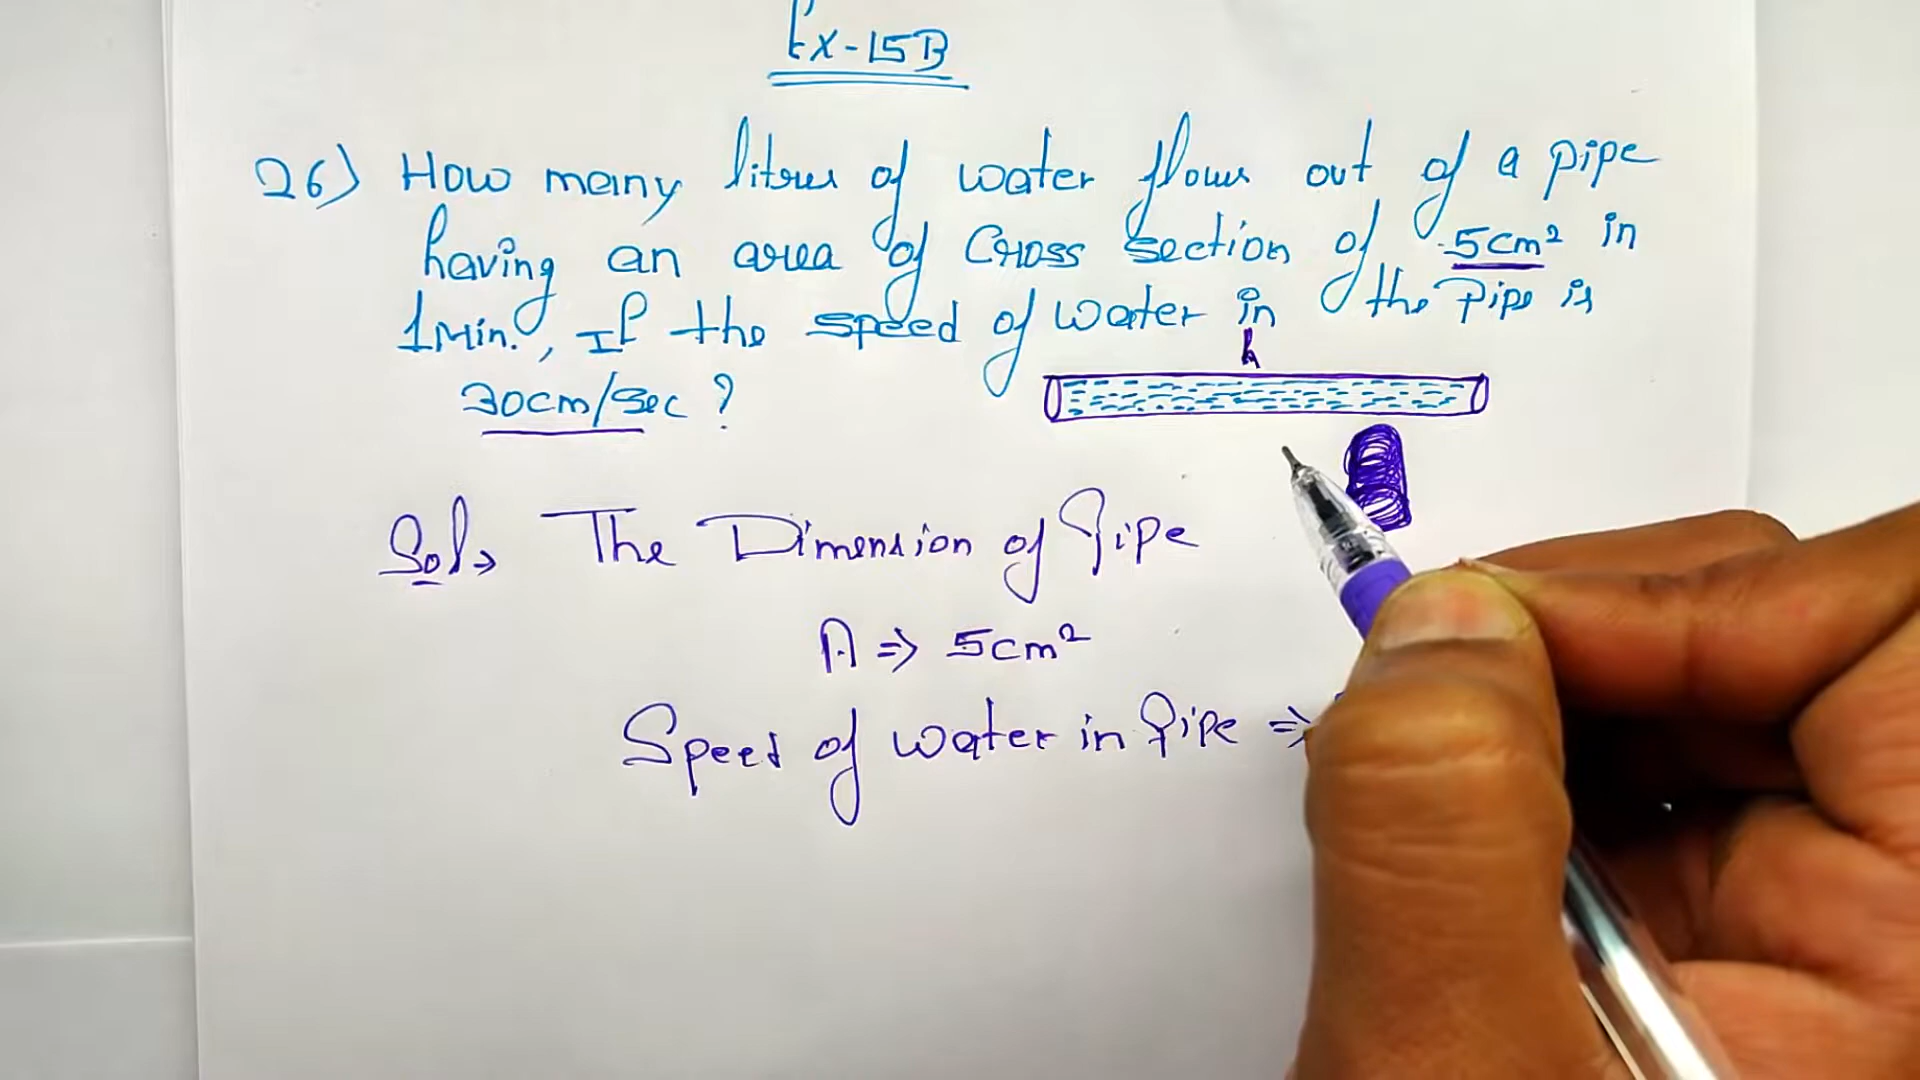 Ex-15B
26) How many litres of water flows out of a pipe
having an area of Cross section of 5cm² in
1Min., If the speed of water in the Pipe is
30cm/sec ?
h
Sol→ The Dimension of Pipe
A ⇒ 5cm²
Speed of water in Pipe ⇒